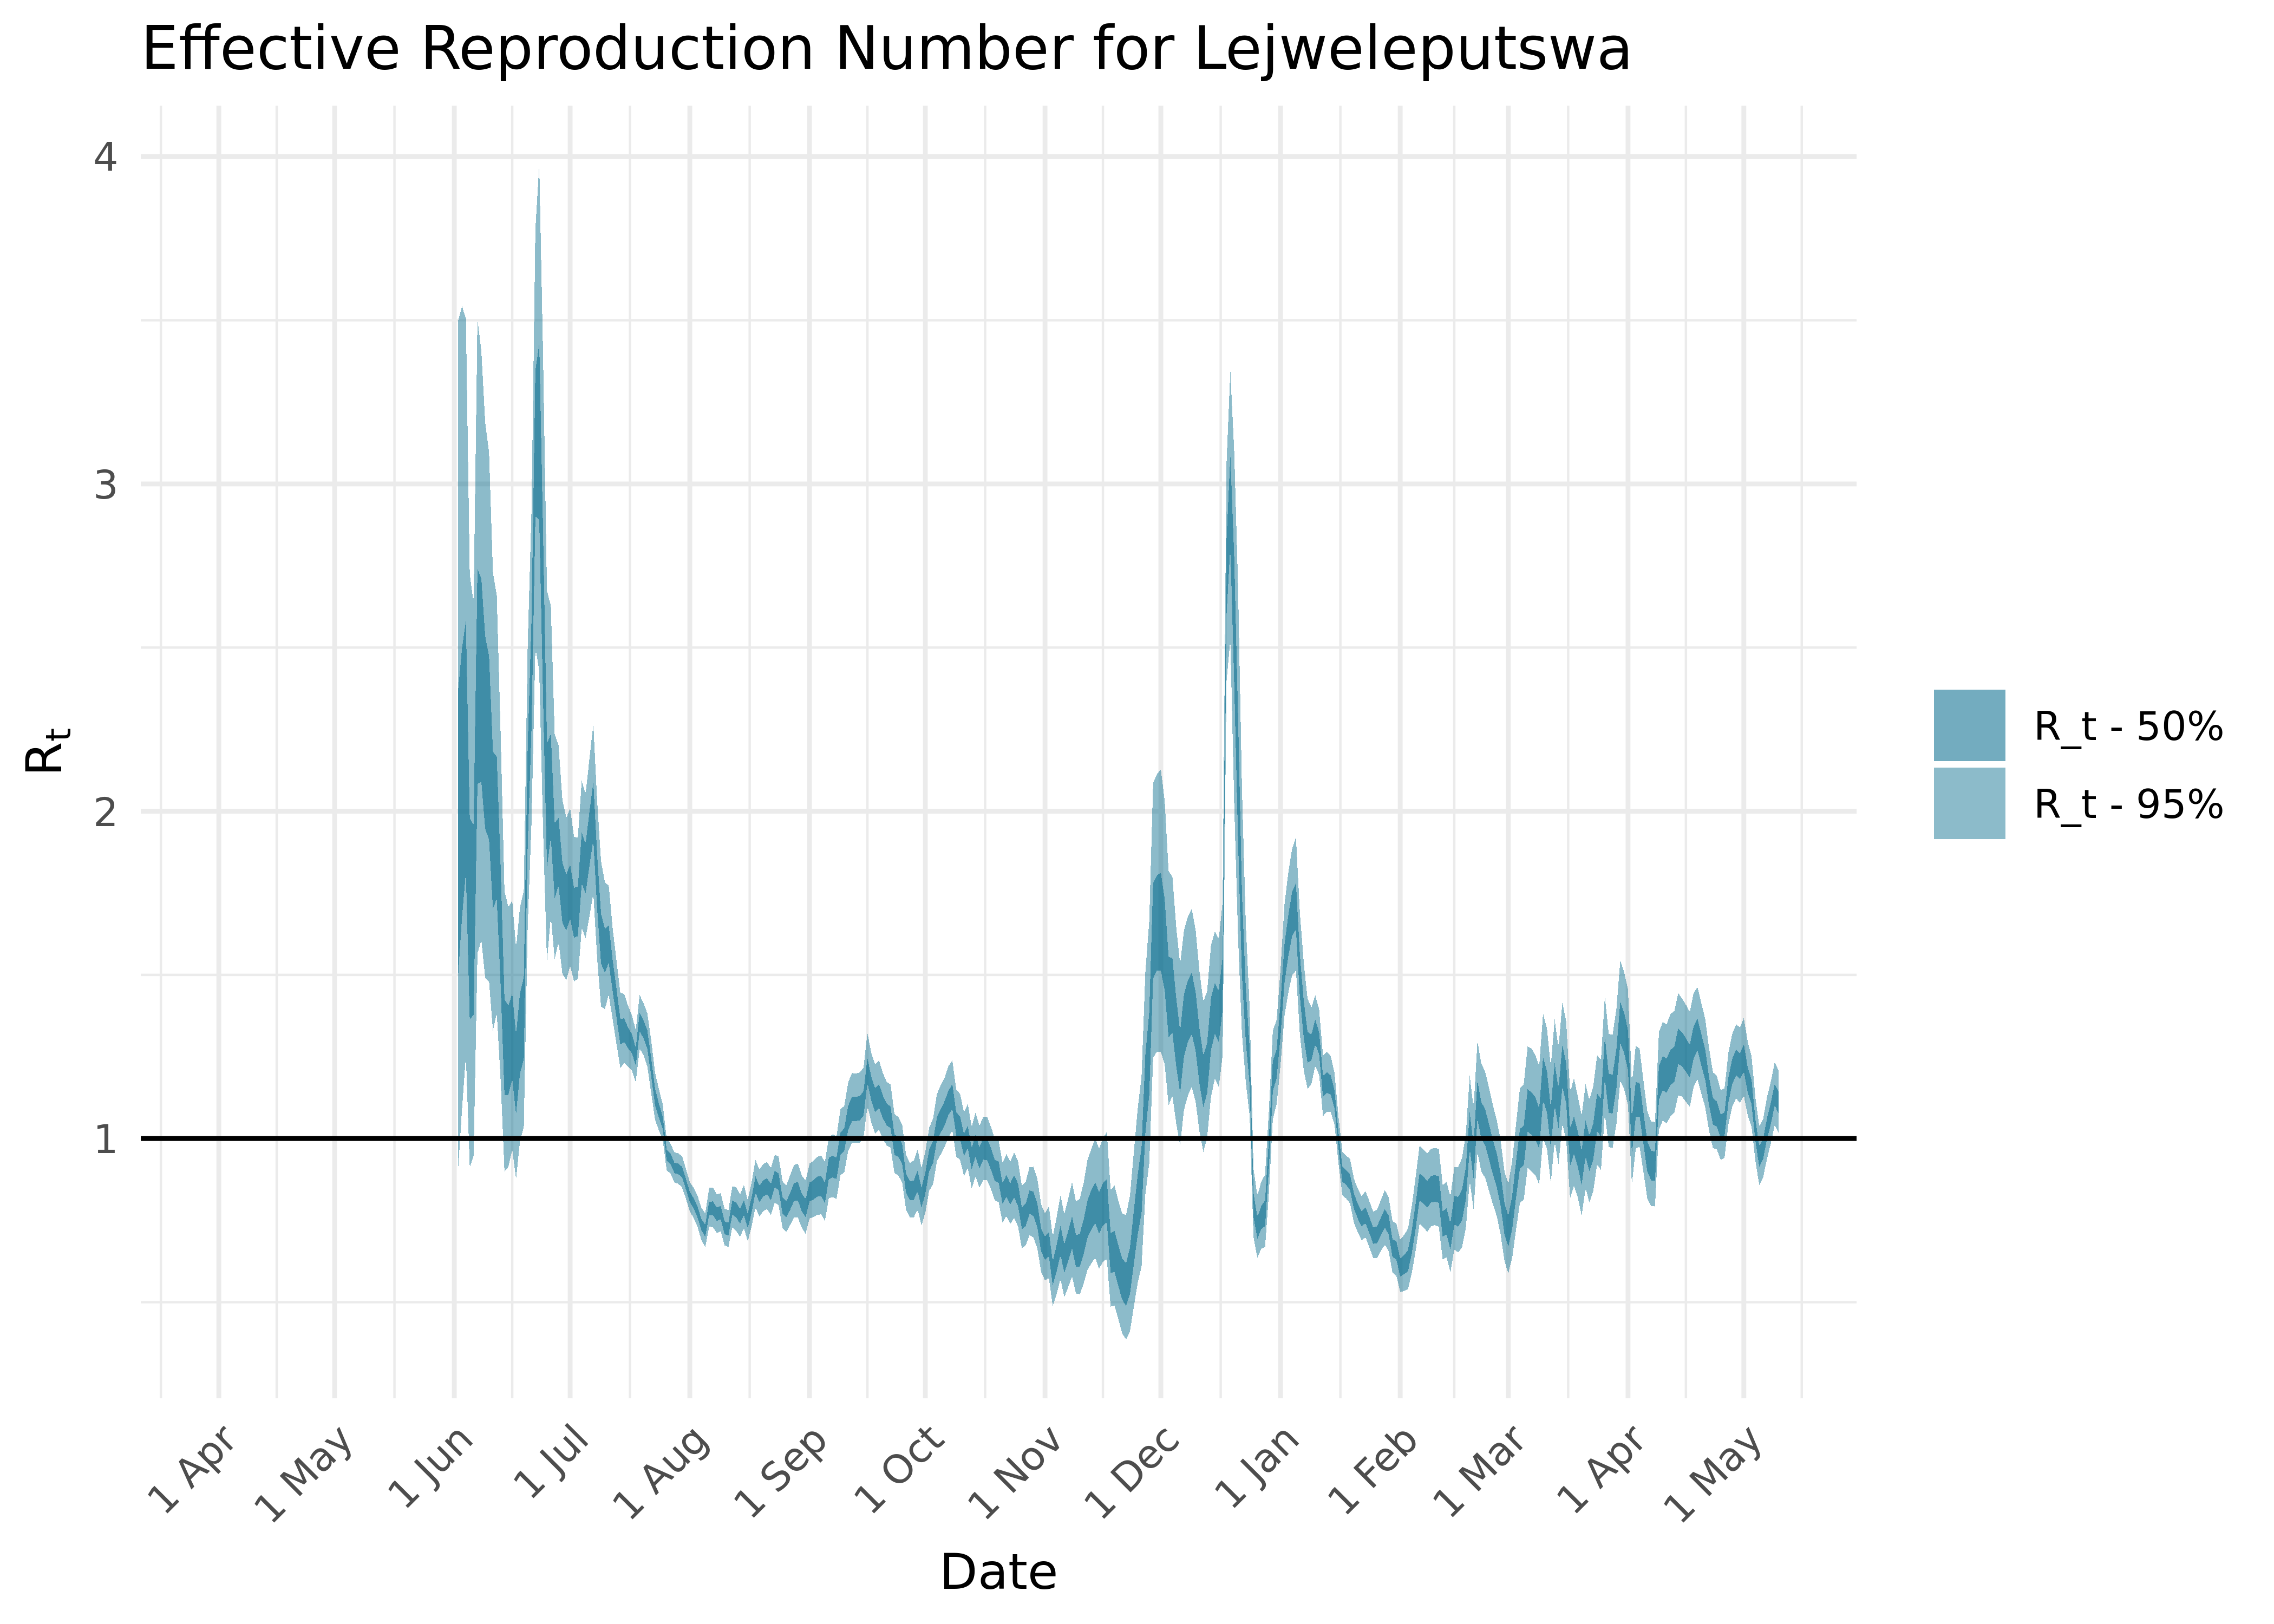 Effective Reproduction Number for Lejweleputswa
4
3
2
1
Rt
1 Apr
1 May
1 Jun
1 Jul
1 Aug
1 Sep
1 Oct
1 Nov
1 Dec
1 Jan
1 Feb
1 Mar
1 Apr
1 May
Date
R_t - 50%
R_t - 95%